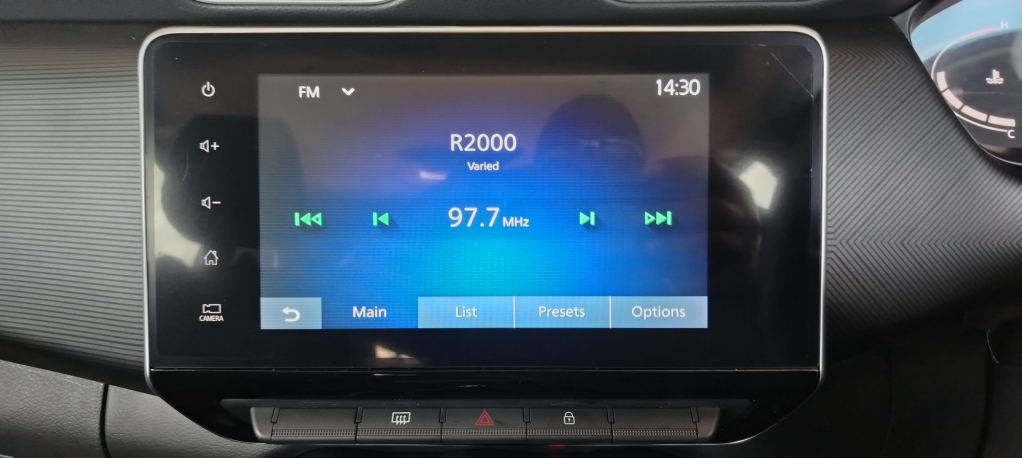 FM
14:30
R2000
Varied
97.7 MHz
Main
List
Presets
Options
CAMERA
H
C